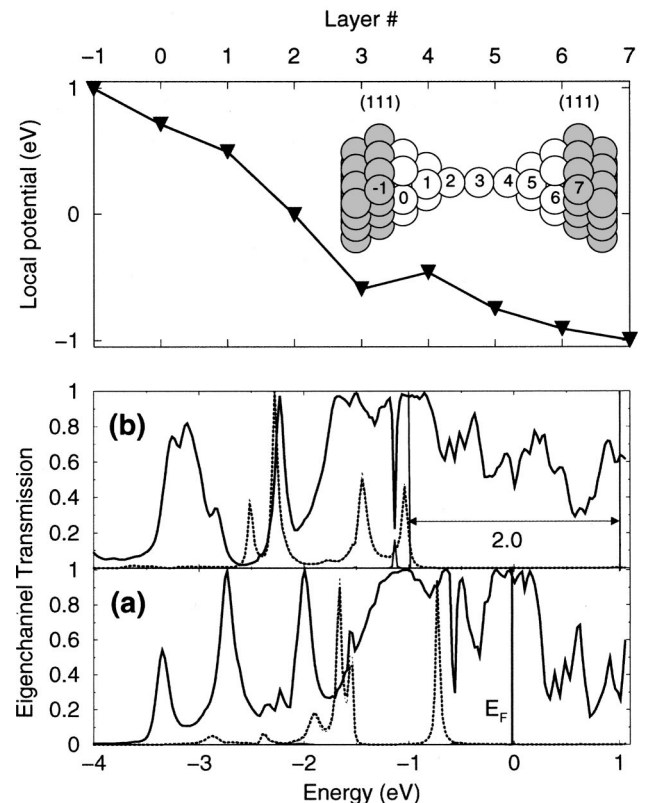 Layer #
−1 0 1 2 3 4 5 6 7
(111) (111)
1
0
−1
Local potential (eV)
-1 0 1 2 3 4 5 6 7
1
0.8
0.6
0.4
0.2
(b)
2.0
1
0.8
0.6
0.4
0.2
0
(a)
E_F
Eigenchannel Transmission
−4 −3 −2 −1 0 1
Energy (eV)